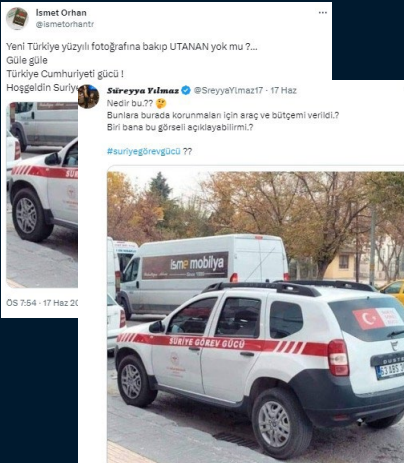 İsmet Orhan
@ismetorhantr
Yeni Türkiye yüzyılı fotoğrafına bakıp UTANAN yok mu ?...
Güle güle
Türkiye Cumhuriyeti gücü !
Hoşgeldin Suriye
SUR
ÖS 7:54 · 17 Haz 20
Süreyya Yılmaz @SreyyaYlmaz17 · 17 Haz
Nedir bu.?? 🤔
Bunlara burada korunmaları için araç ve bütçemi verildi.?
Biri bana bu görseli açıklayabilirmi.?
#suriyegörevgücü ??
isme mobilya
SURİYE GÖREV GÜCÜ
DUSTER